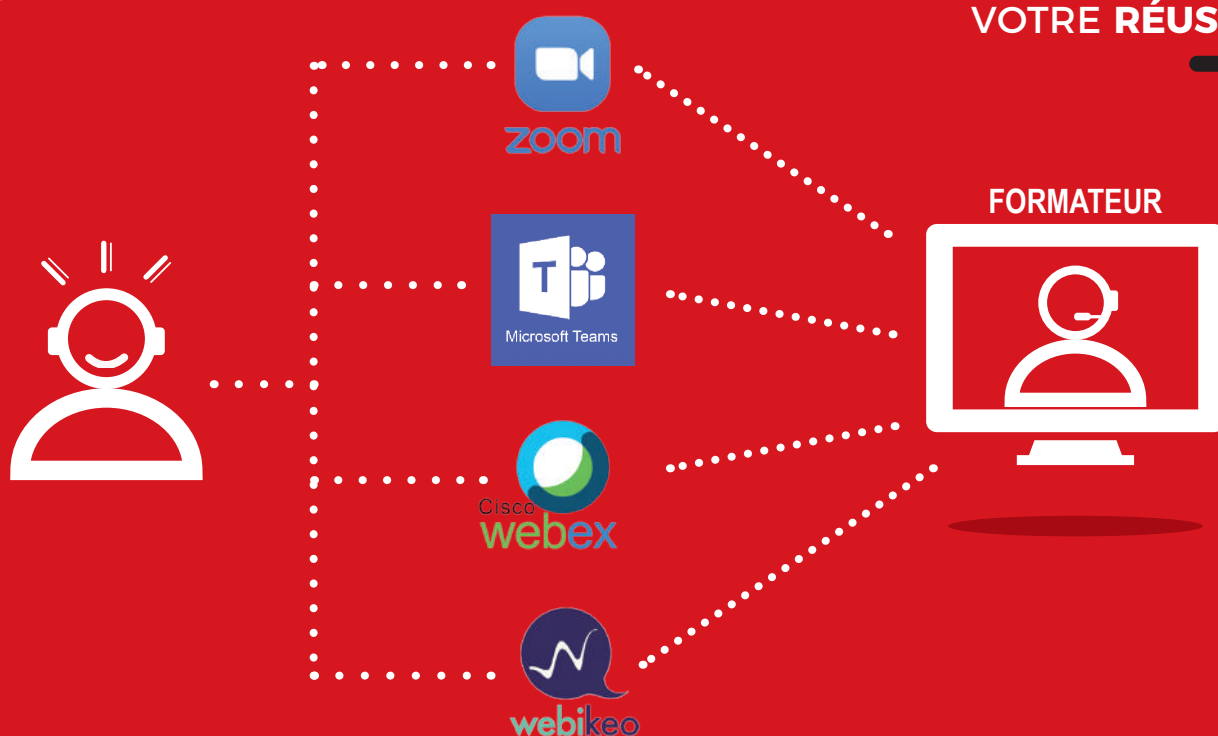 VOTRE RÉUS
zoom
FORMATEUR
T
Microsoft Teams
Cisco
webex
webikeo